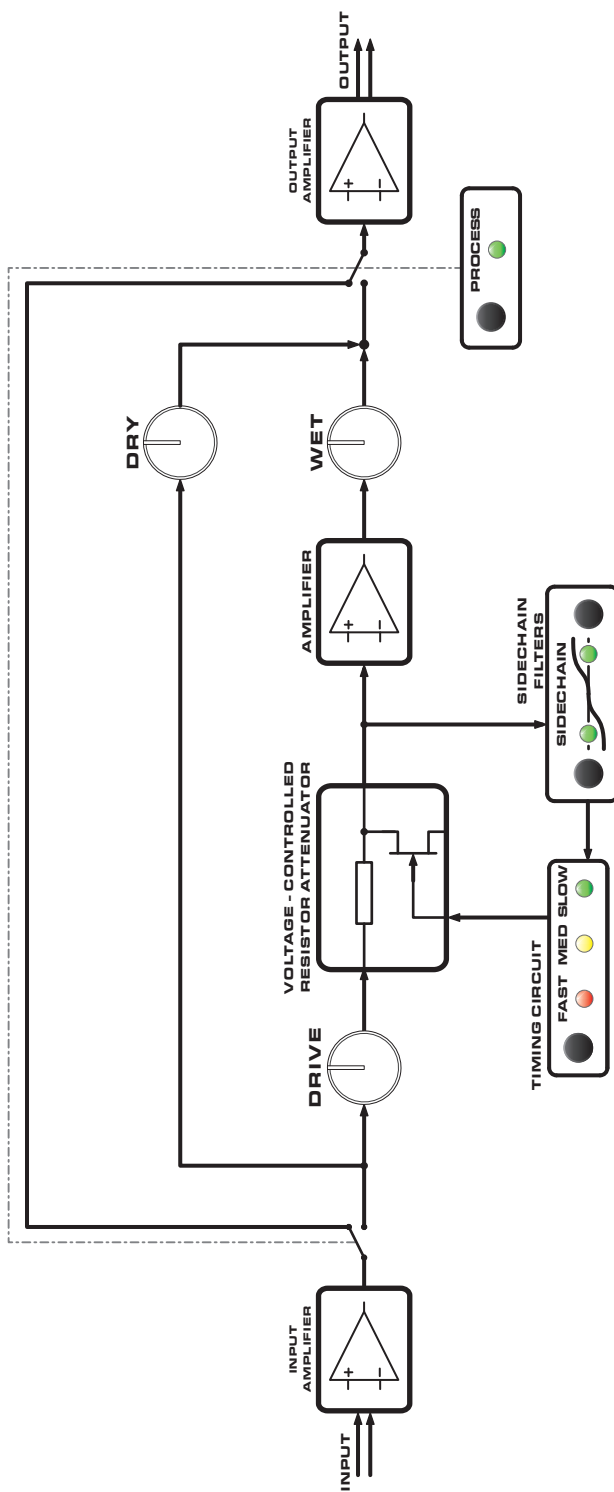 INPUT
INPUT
AMPLIFIER
DRIVE
VOLTAGE - CONTROLLED
RESISTOR ATTENUATOR
TIMING CIRCUIT
FAST MED SLOW
SIDECHAIN
FILTERS
SIDECHAIN
AMPLIFIER
DRY
WET
PROCESS
OUTPUT
AMPLIFIER
OUTPUT